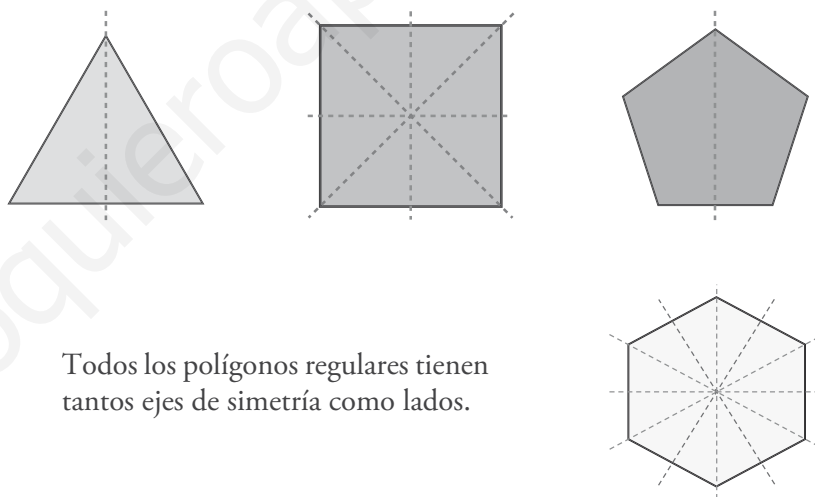 Todos los polígonos regulares tienen
tantos ejes de simetría como lados.